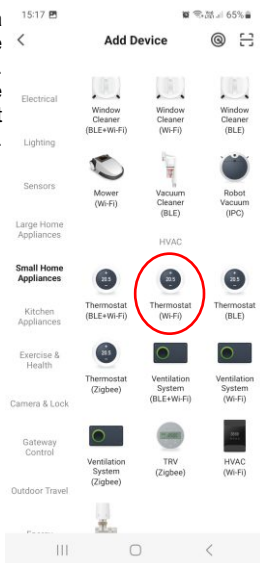 15:17
65%
Add Device
Electrical
Lighting
Sensors
Large Home
Appliances
Small Home
Appliances
Kitchen
Appliances
Exercise &
Health
Camera & Lock
Gateway
Control
Outdoor Travel
Window
Cleaner
(BLE+Wi-Fi)
Window
Cleaner
(Wi-Fi)
Window
Cleaner
(BLE)
Mower
(Wi-Fi)
Vacuum
Cleaner
(BLE)
Robot
Vacuum
(IPC)
HVAC
Thermostat
(BLE+Wi-Fi)
Thermostat
(Wi-Fi)
Thermostat
(BLE)
Thermostat
(Zigbee)
Ventilation
System
(BLE+Wi-Fi)
Ventilation
System
(Wi-Fi)
Ventilation
System
(Zigbee)
TRV
(Zigbee)
HVAC
(Wi-Fi)